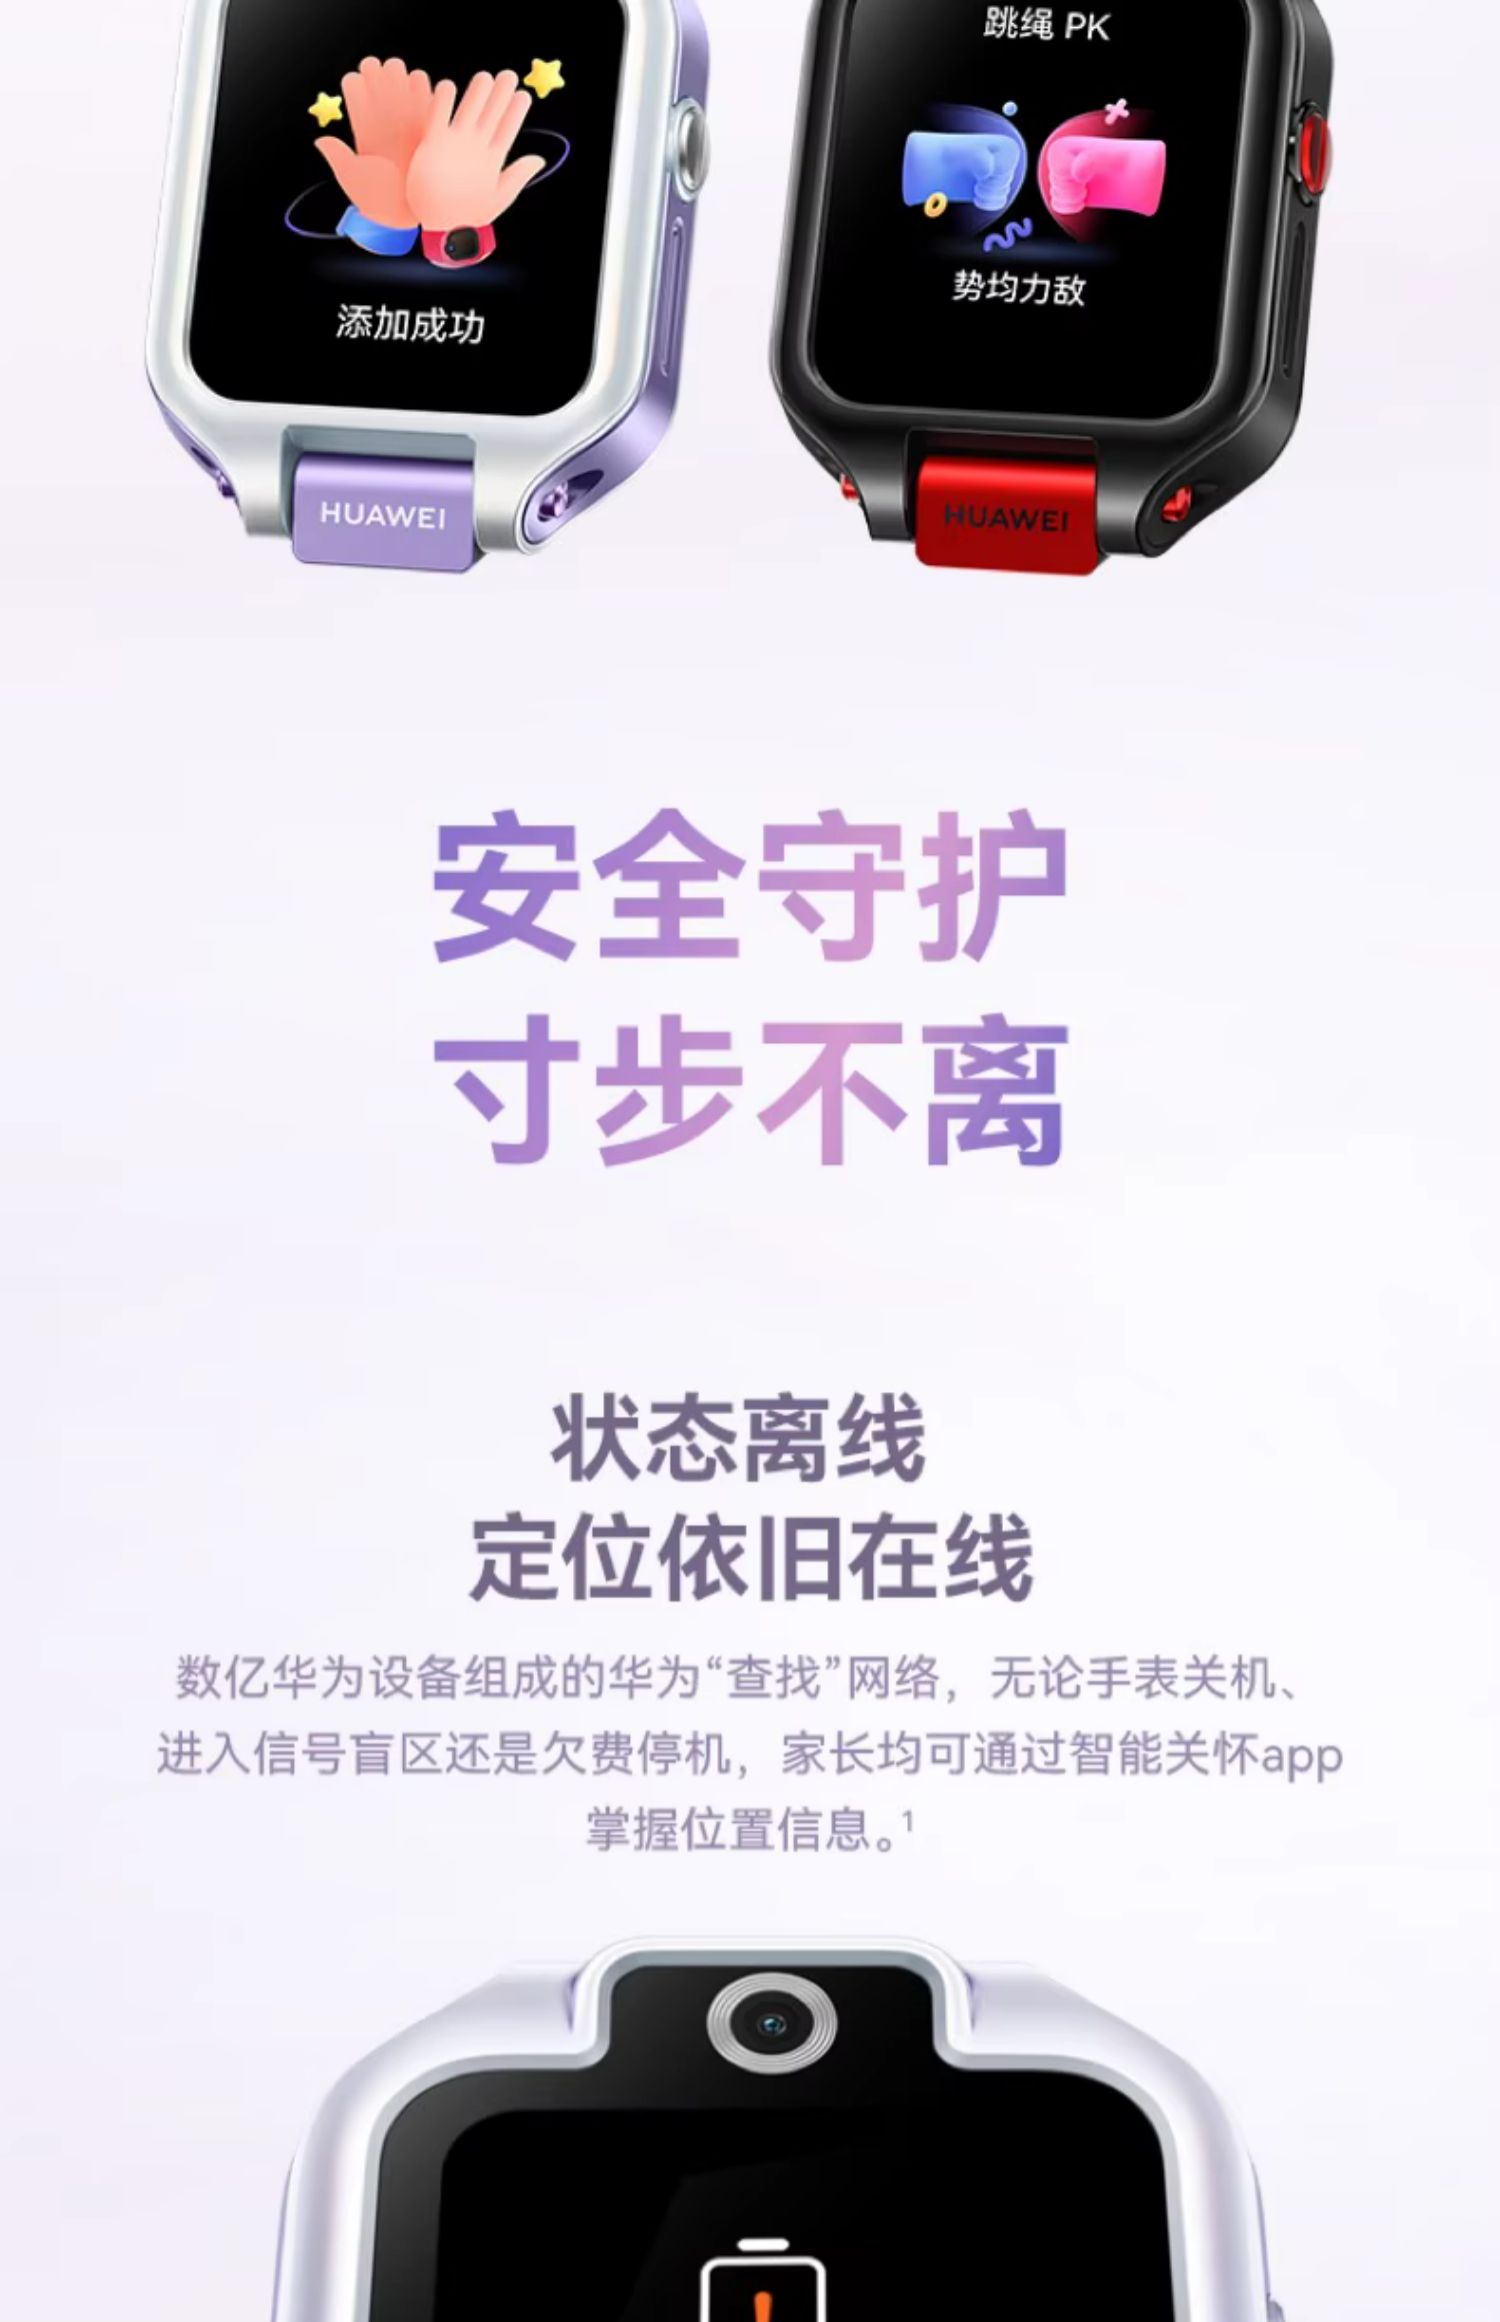 跳绳 PK
添加成功
势均力敌
HUAWEI
HUAWEI
安全守护
寸步不离
状态离线
定位依旧在线
数亿华为设备组成的华为“查找”网络，无论手表关机、
进入信号盲区还是欠费停机，家长均可通过智能关怀app
掌握位置信息。¹